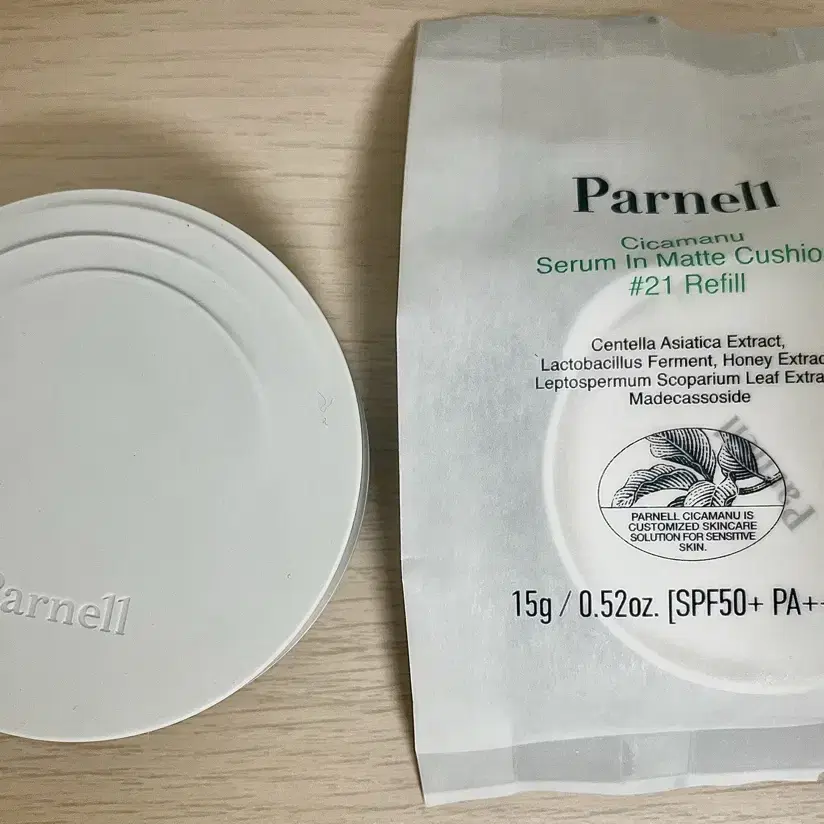 Parnell
Parnell
Cicamanu
Serum In Matte Cushio
#21 Refill
Centella Asiatica Extract,
Lactobacillus Ferment, Honey Extrac
Leptospermum Scoparium Leaf Extra
Madecassoside
PARNELL CICAMANU IS
CUSTOMIZED SKINCARE
SOLUTION FOR SENSITIVE
SKIN.
15g / 0.52oz. [SPF50+ PA+
Parnell